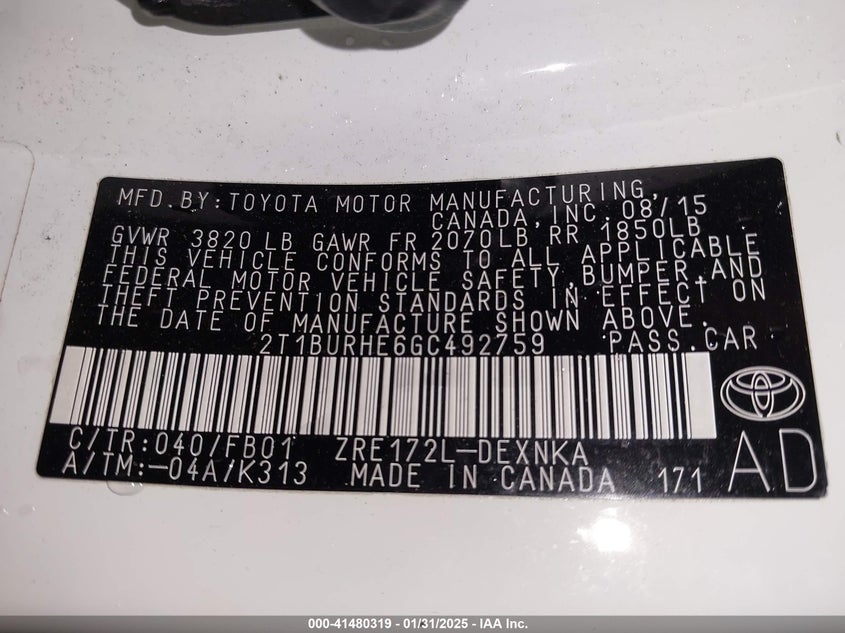 MFD.BY:TOYOTA MOTOR MANUFACTURING,
CANADA,INC. 08/15
GVWR 3820 LB GAWR FR 2070LB RR 1850LB
THIS VEHICLE CONFORMS TO ALL APPLICABLE
FEDERAL MOTOR VEHICLE SAFETY,BUMPER,AND
THEFT PREVENTION STANDARDS IN EFFECT ON
THE DATE OF MANUFACTURE SHOWN ABOVE.
2T1BURHE6GC492759 PASS.CAR
C/TR:040/FB01 ZRE172L-DEXNKA
A/TM:-04A/K313 MADE IN CANADA 171
AD
000-41480319 - 01/31/2025 - IAA Inc.